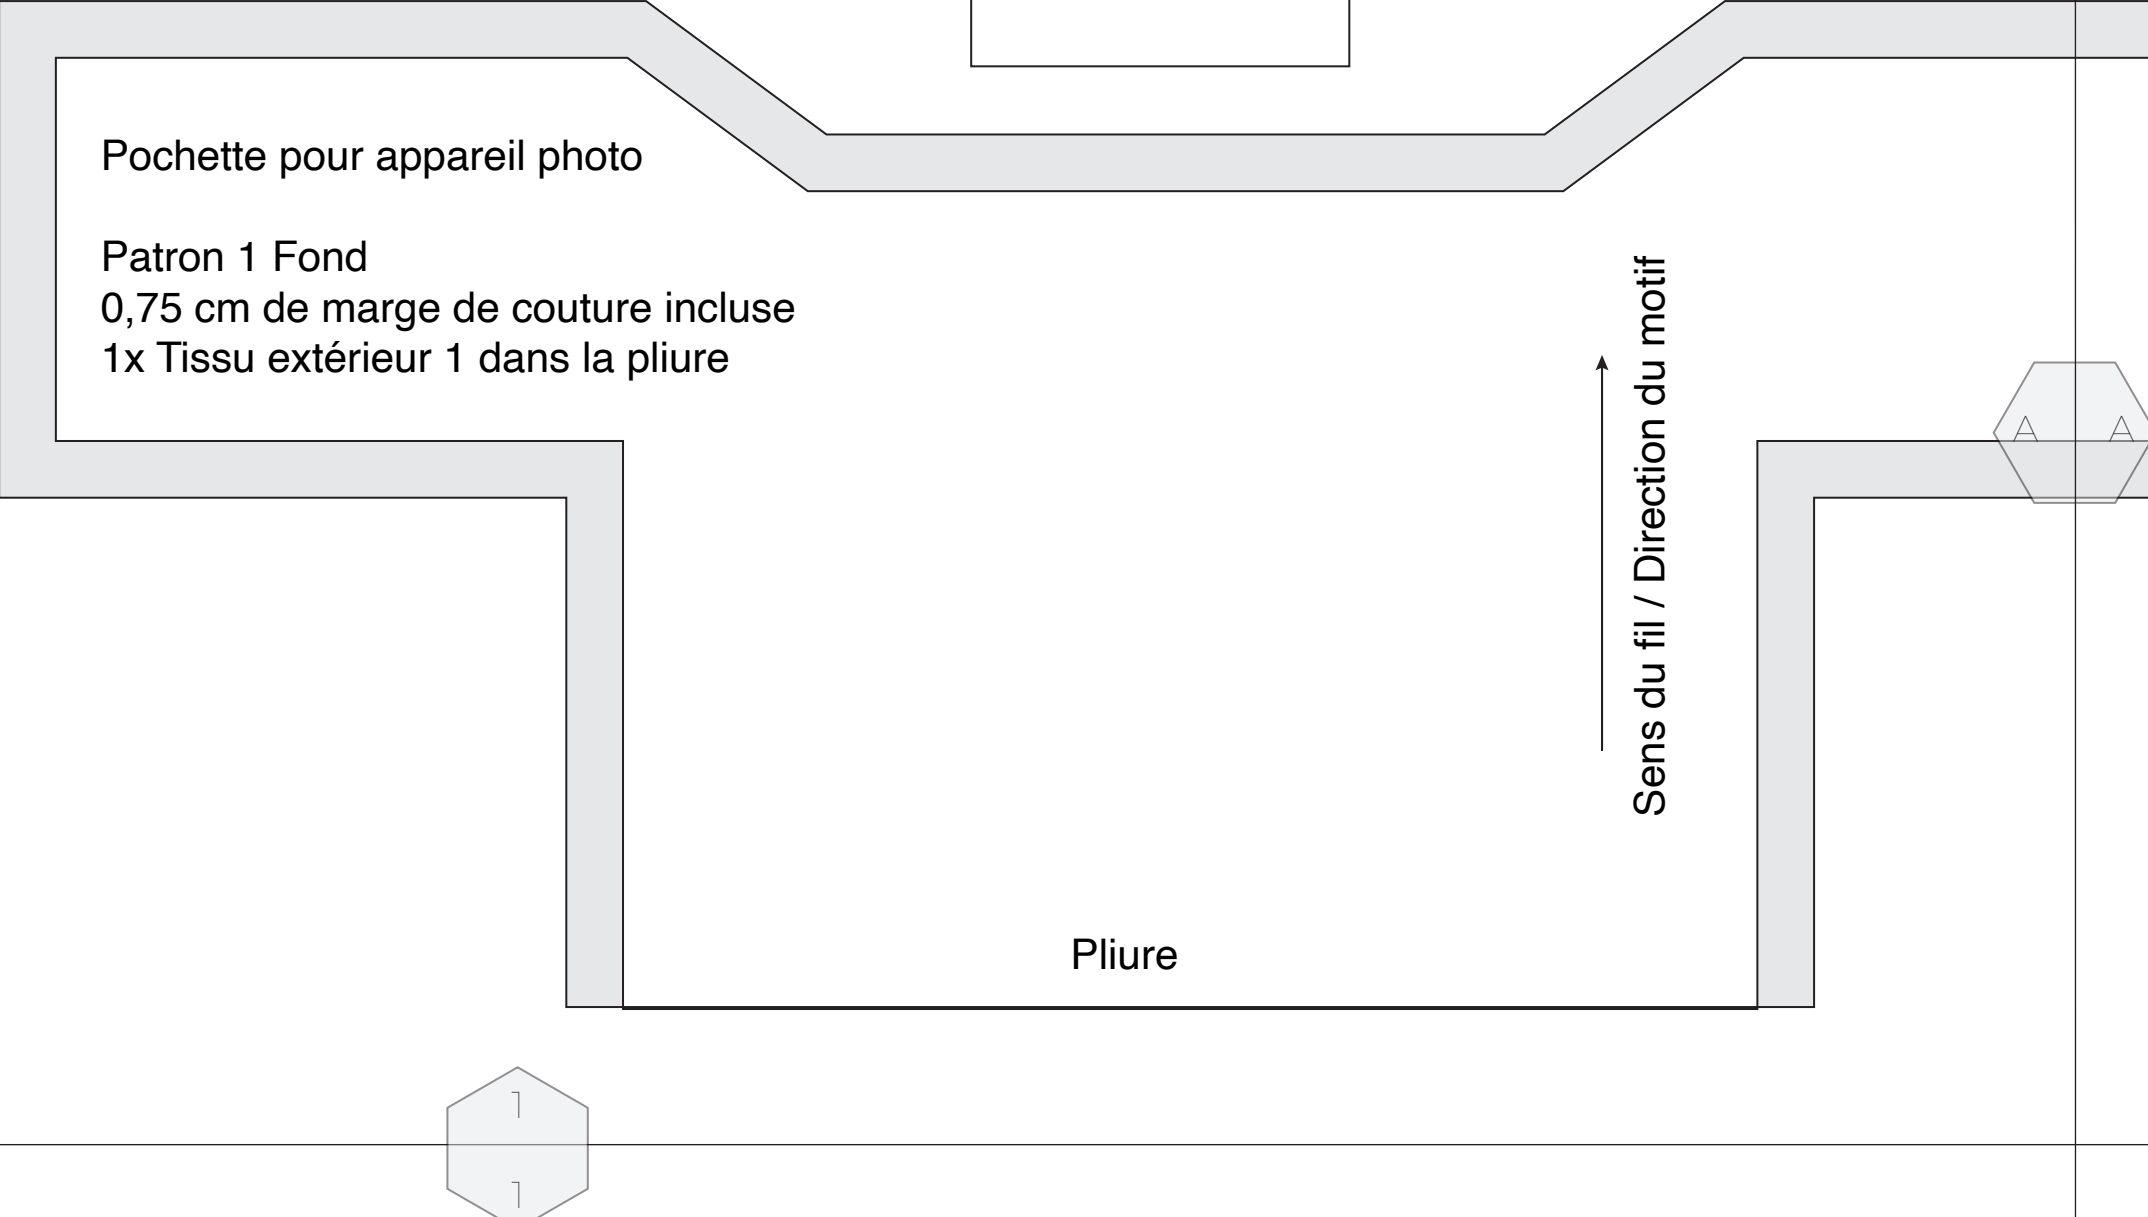 Pochette pour appareil photo
Patron 1 Fond
0,75 cm de marge de couture incluse
1x Tissu extérieur 1 dans la pliure
Sens du fil / Direction du motif
A A
Pliure
1
1